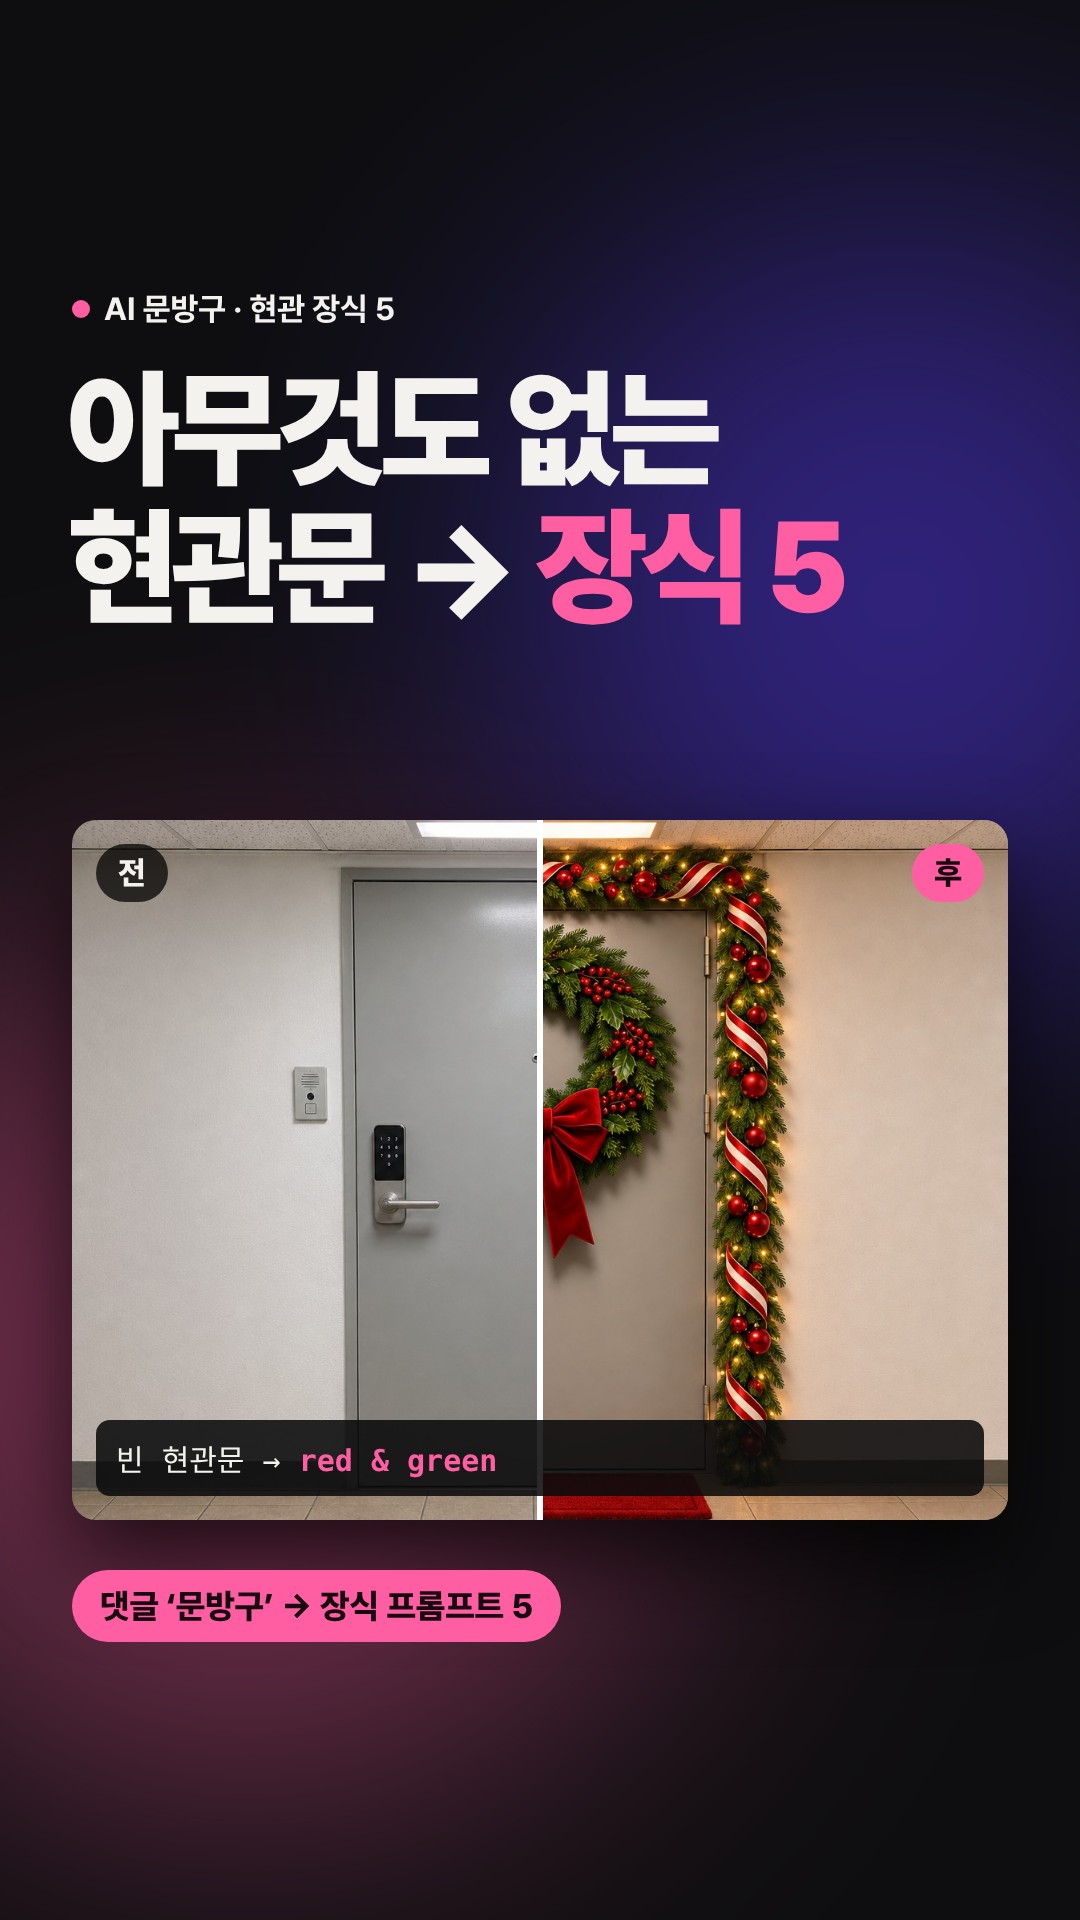 AI 문방구 · 현관 장식 5
아무것도 없는
현관문 → 장식 5
전
후
빈 현관문 → red & green
댓글 ‘문방구’ → 장식 프롬프트 5